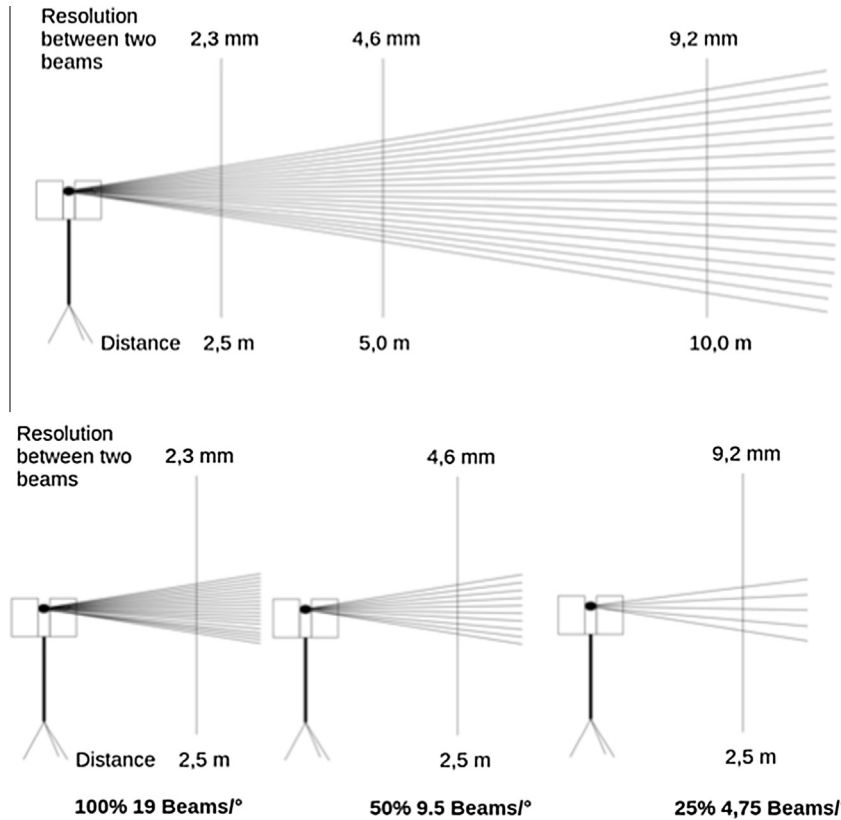 Resolution
between two
beams
2,3 mm
4,6 mm
9,2 mm
Distance
2,5 m
5,0 m
10,0 m
Resolution
between two
beams
2,3 mm
4,6 mm
9,2 mm
Distance
2,5 m
2,5 m
2,5 m
100% 19 Beams/°
50% 9.5 Beams/°
25% 4,75 Beams/